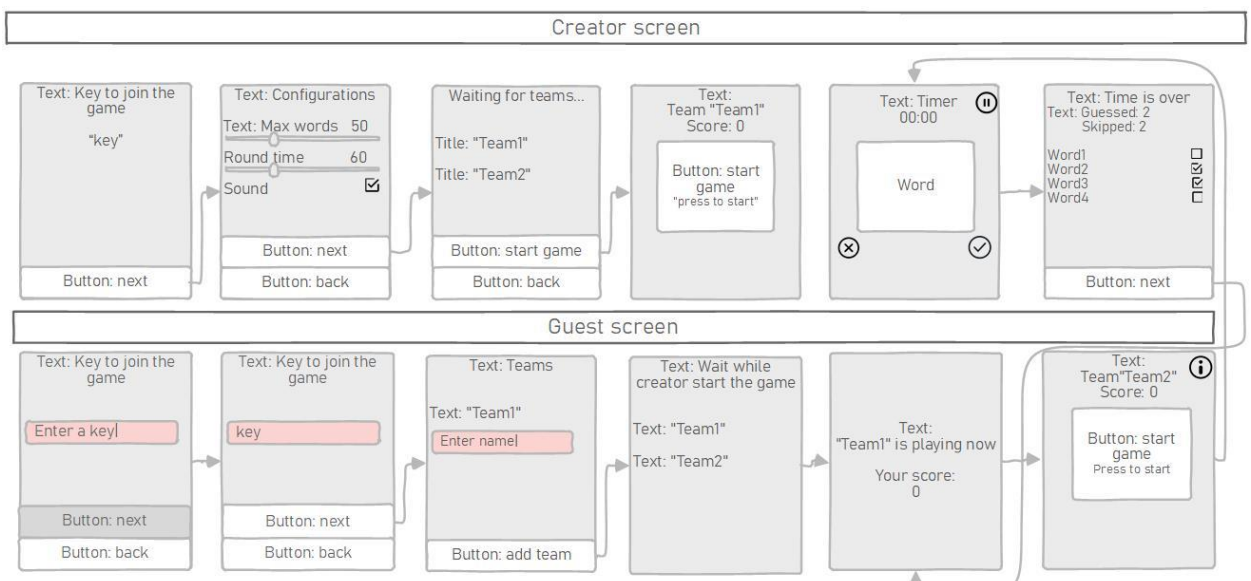 Creator screen
Text: Key to join the
game
"key"
Button: next
Text: Configurations
Text: Max words 50
Round time 60
Sound
Button: next
Button: back
Waiting for teams...
Title: "Team1"
Title: "Team2"
Button: start game
Button: back
Text:
Team "Team1"
Score: 0
Button: start
game
"press to start"
Text: Timer
00:00
Word
Text: Time is over
Text: Guessed: 2
Skipped: 2
Word1
Word2
Word3
Word4
Button: next
Guest screen
Text: Key to join the
game
Enter a key
Button: next
Button: back
Text: Key to join the
game
key
Button: next
Button: back
Text: Teams
Text: "Team1"
Enter name
Button: add team
Text: Wait while
creator start the game
Text: "Team1"
Text: "Team2"
Text:
"Team1" is playing now
Your score:
0
Text:
Team"Team2"
Score: 0
Button: start
game
Press to start